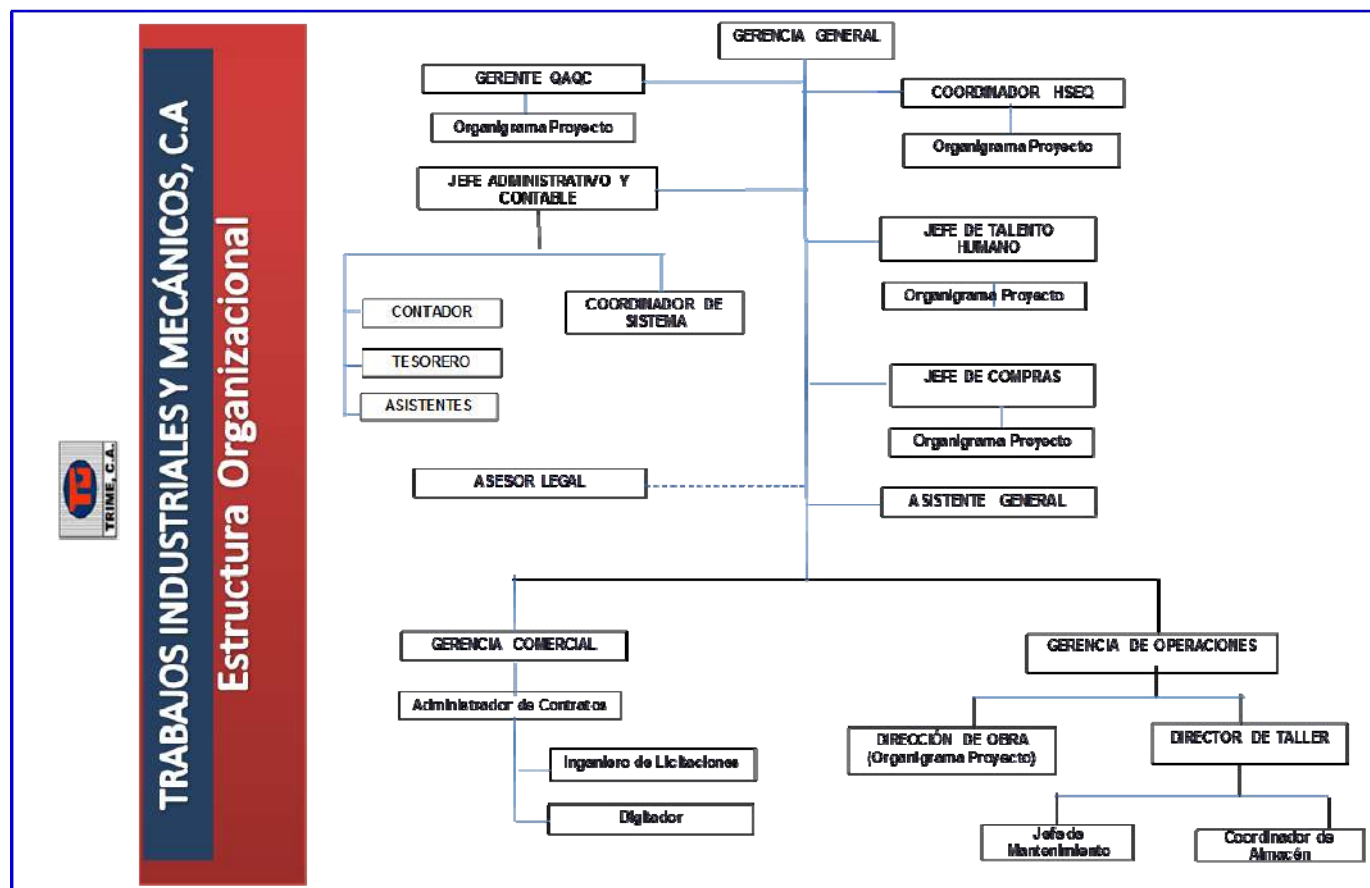 TRABAJOS INDUSTRIALES Y MECÁNICOS, C.A
Estructura Organizacional
TRIME, C.A.
GERENCIA GENERAL
GERENTE QAQC
Organigrama Proyecto
COORDINADOR HSEQ
Organigrama Proyecto
JEFE ADMINISTRATIVO Y
CONTABLE
JEFE DE TALENTO
HUMANO
Organigrama Proyecto
CONTADOR
COORDINADOR DE
SISTEMA
TESORERO
ASISTENTES
JEFE DE COMPRAS
Organigrama Proyecto
ASESOR LEGAL
ASISTENTE GENERAL
GERENCIA COMERCIAL
GERENCIA DE OPERACIONES
Administrador de Contratos
DIRECCIÓN DE OBRA
(Organigrama Proyecto)
DIRECTOR DE TALLER
Ingeniero de Licitaciones
Digitador
Jefa de
Mantenimiento
Coordinador de
Almacén